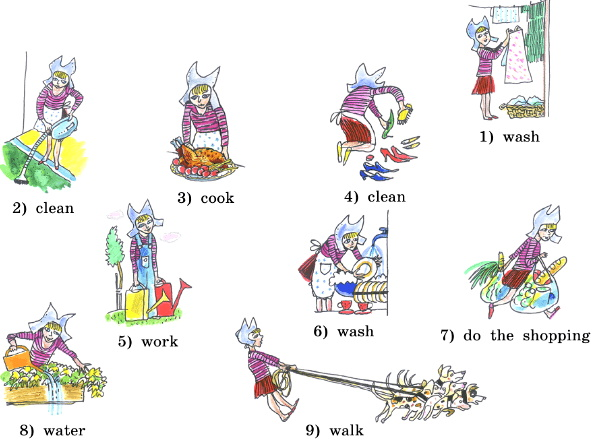 1) wash
2) clean
3) cook
4) clean
5) work
6) wash
7) do the shopping
8) water
9) walk